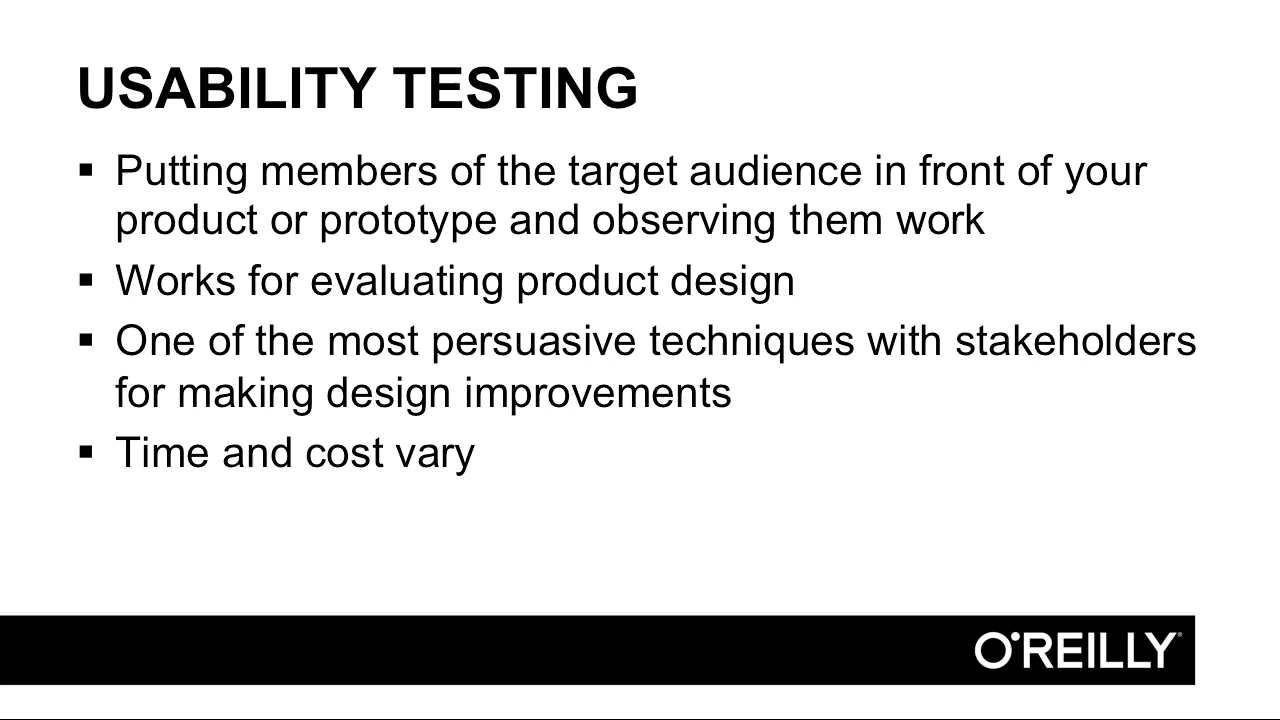 USABILITY TESTING
▪ Putting members of the target audience in front of your
product or prototype and observing them work
▪ Works for evaluating product design
▪ One of the most persuasive techniques with stakeholders
for making design improvements
▪ Time and cost vary
O'REILLY®